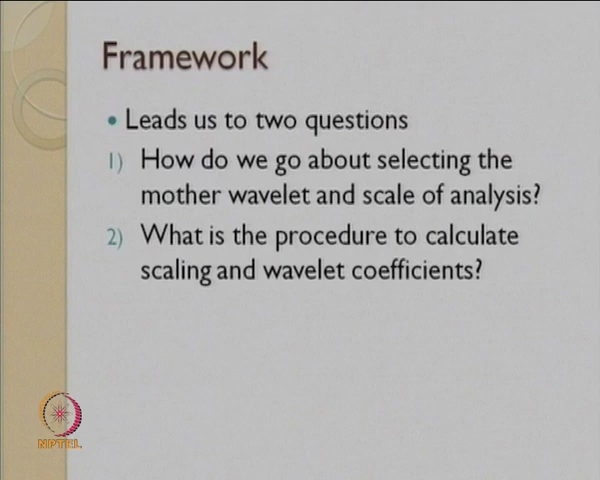 Framework
• Leads us to two questions
1) How do we go about selecting the
mother wavelet and scale of analysis?
2) What is the procedure to calculate
scaling and wavelet coefficients?
NPTEL